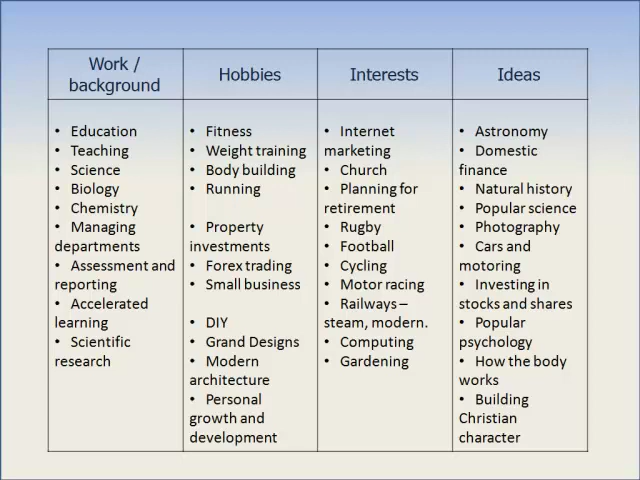 Work /
background
Hobbies
Interests
Ideas
• Education
• Teaching
• Science
• Biology
• Chemistry
• Managing
departments
• Assessment and
reporting
• Accelerated
learning
• Scientific
research
• Fitness
• Weight training
• Body building
• Running
• Property
investments
• Forex trading
• Small business
• DIY
• Grand Designs
• Modern
architecture
• Personal
growth and
development
• Internet
marketing
• Church
• Planning for
retirement
• Rugby
• Football
• Cycling
• Motor racing
• Railways –
steam, modern.
• Computing
• Gardening
• Astronomy
• Domestic
finance
• Natural history
• Popular science
• Photography
• Cars and
motoring
• Investing in
stocks and shares
• Popular
psychology
• How the body
works
• Building
Christian
character